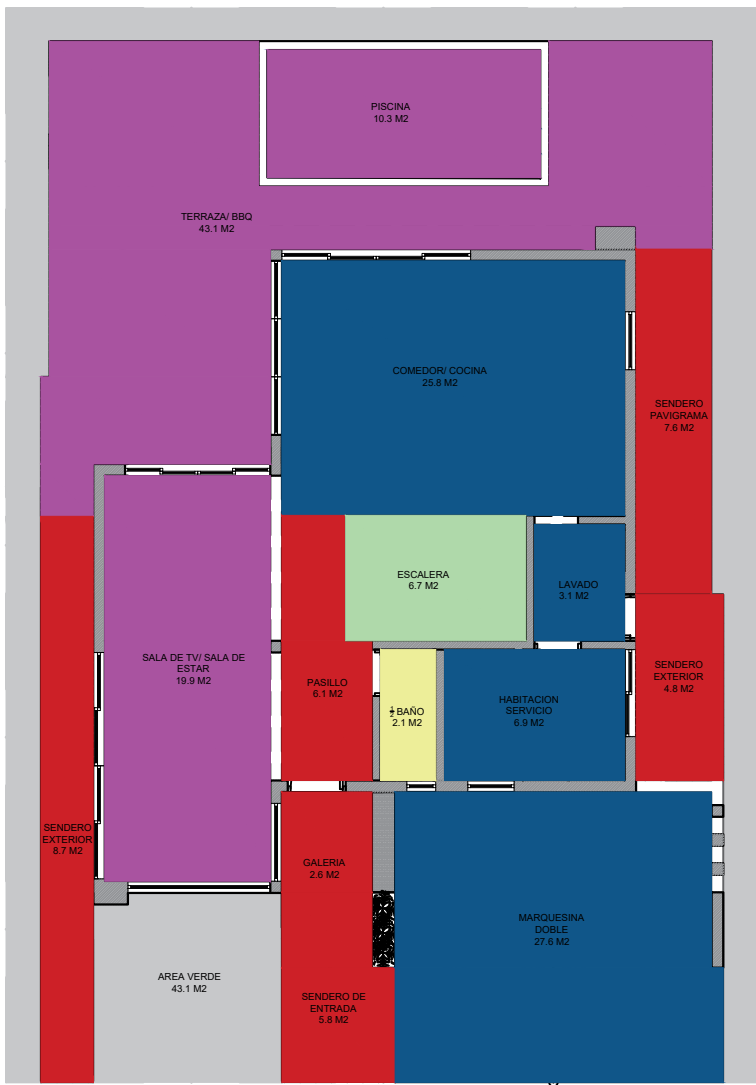 PISCINA
10.3 M2
TERRAZA/ BBQ
43.1 M2
COMEDOR/ COCINA
25.8 M2
SENDERO
PAVIGRAMA
7.6 M2
ESCALERA
6.7 M2
LAVADO
3.1 M2
SALA DE TV/ SALA DE
ESTAR
19.9 M2
PASILLO
6.1 M2
½ BAÑO
2.1 M2
HABITACION
SERVICIO
6.9 M2
SENDERO
EXTERIOR
4.8 M2
SENDERO
EXTERIOR
8.7 M2
GALERIA
2.6 M2
MARQUESINA
DOBLE
27.6 M2
AREA VERDE
43.1 M2
SENDERO DE
ENTRADA
5.8 M2